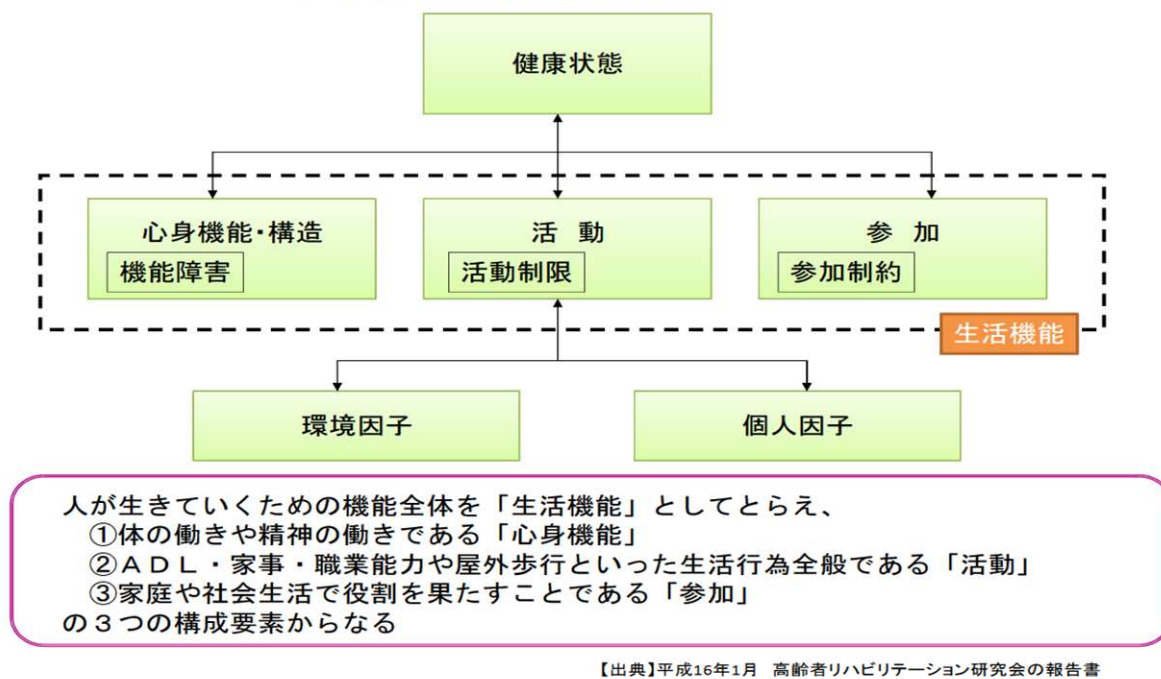 健康状態
心身機能・構造
機能障害
活 動
活動制限
参 加
参加制約
生活機能
環境因子
個人因子
人が生きていくための機能全体を「生活機能」としてとらえ、
①体の働きや精神の働きである「心身機能」
②ＡＤＬ・家事・職業能力や屋外歩行といった生活行為全般である「活動」
③家庭や社会生活で役割を果たすことである「参加」
の３つの構成要素からなる
【出典】平成16年1月 高齢者リハビリテーション研究会の報告書